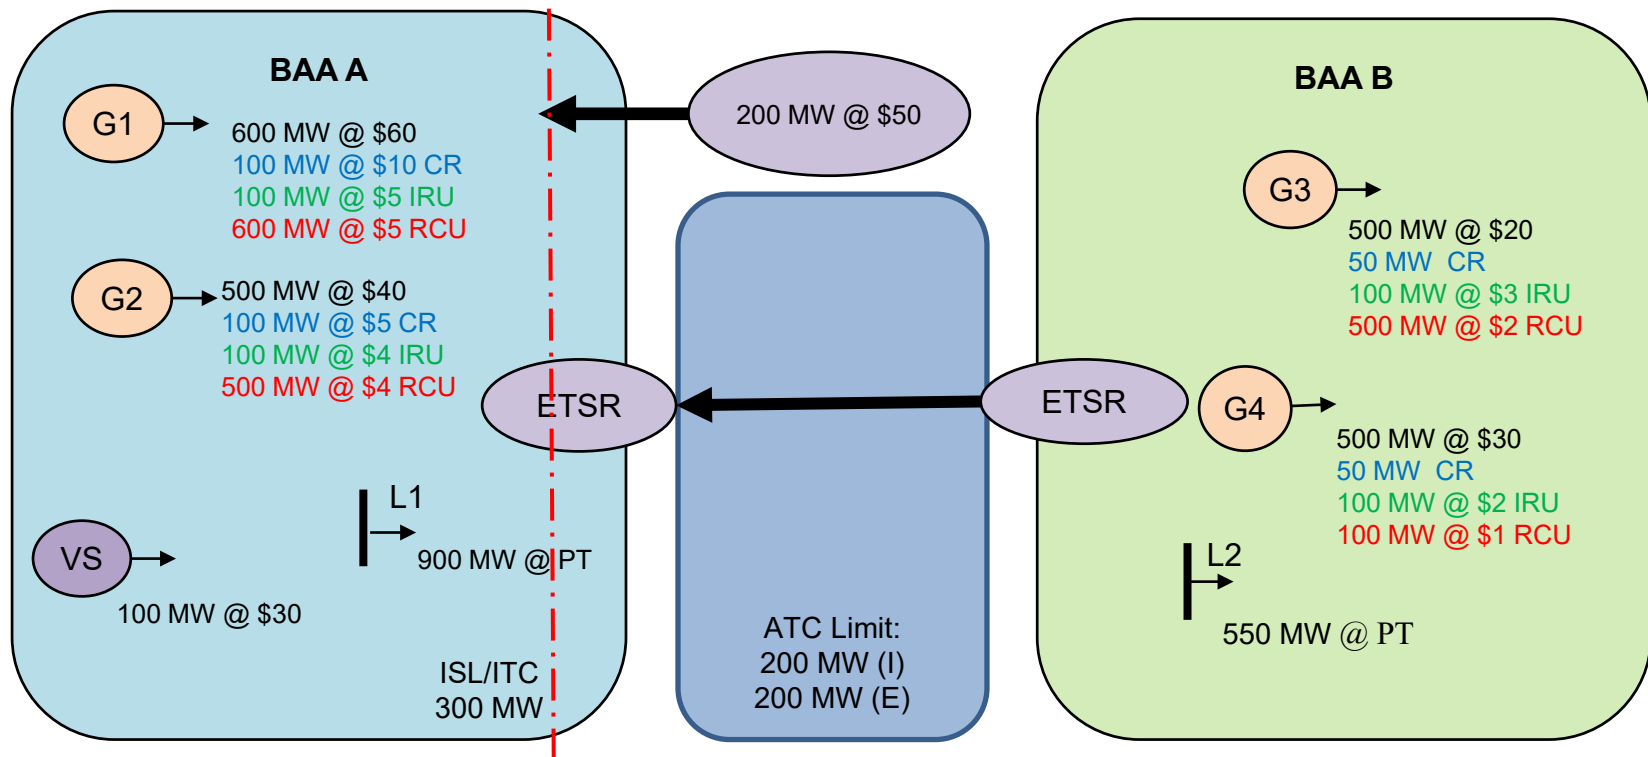 BAA A
G1
600 MW @ $60
100 MW @ $10 CR
100 MW @ $5 IRU
600 MW @ $5 RCU
G2
500 MW @ $40
100 MW @ $5 CR
100 MW @ $4 IRU
500 MW @ $4 RCU
ETSR
L1
900 MW @ PT
VS
100 MW @ $30
ISL/ITC
300 MW
200 MW @ $50
ATC Limit:
200 MW (I)
200 MW (E)
BAA B
G3
500 MW @ $20
50 MW CR
100 MW @ $3 IRU
500 MW @ $2 RCU
ETSR
G4
500 MW @ $30
50 MW CR
100 MW @ $2 IRU
100 MW @ $1 RCU
L2
550 MW @ PT